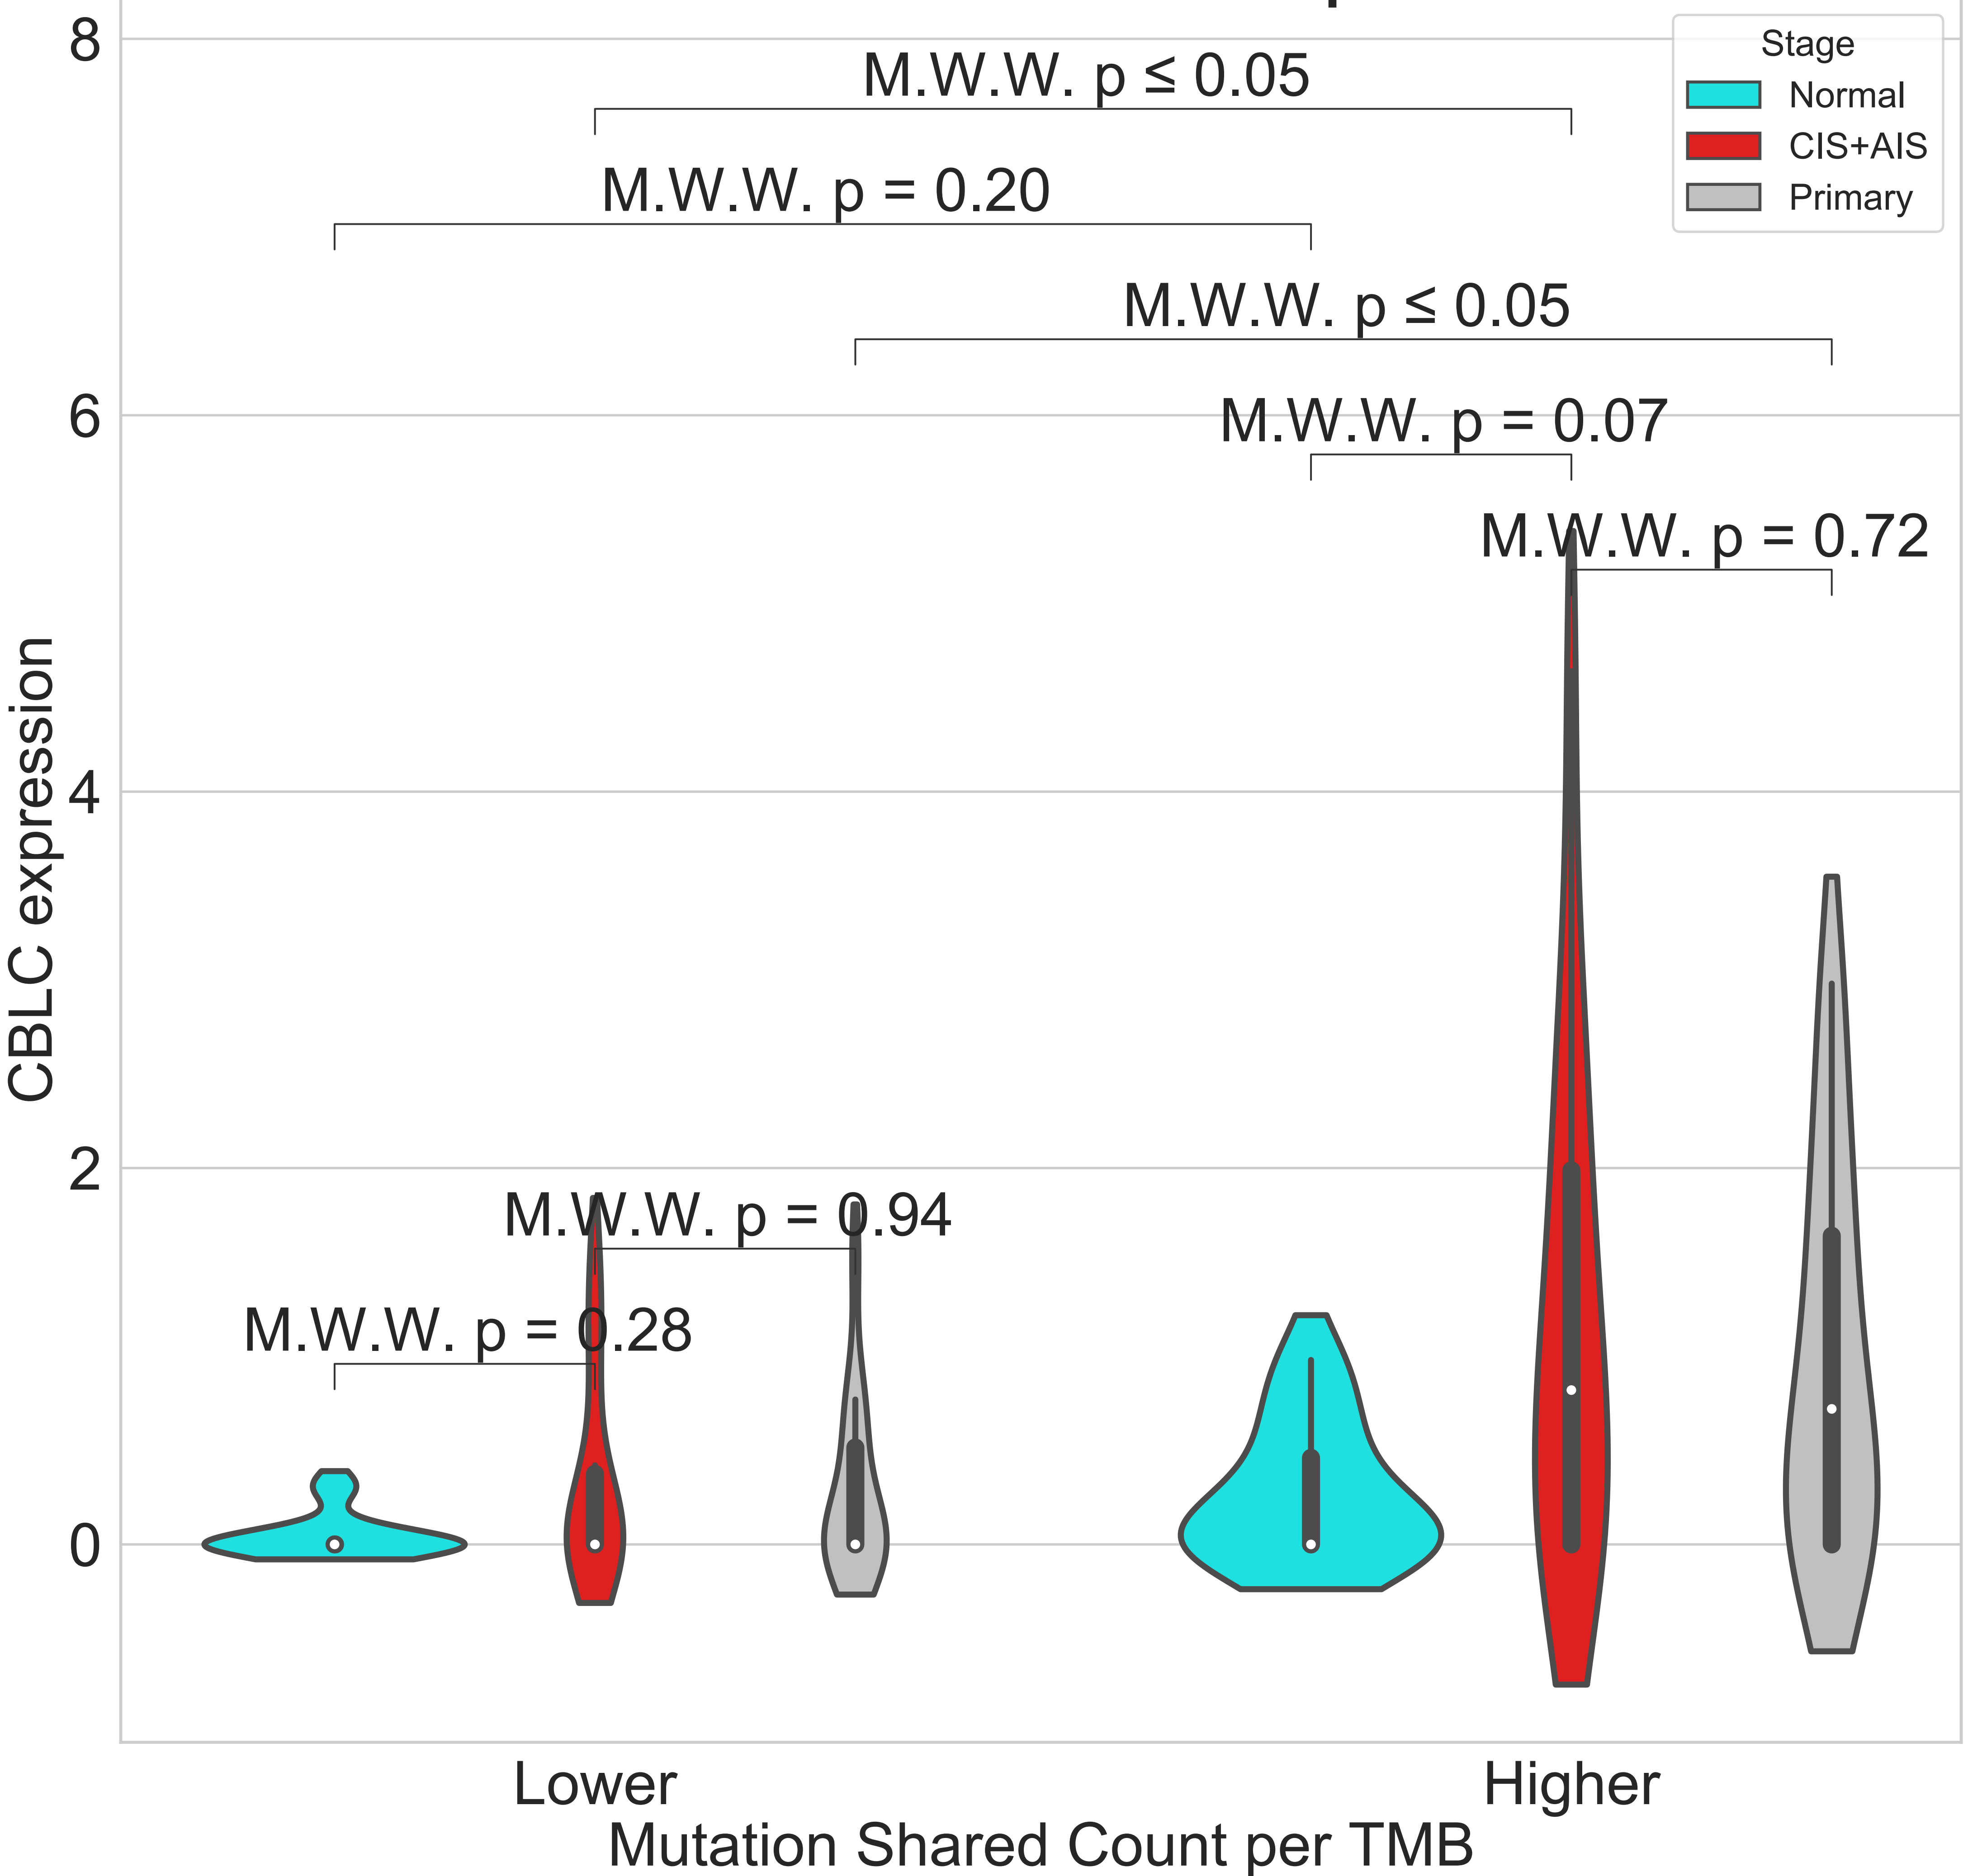 8
M.W.W. p ≤ 0.05
Stage
Normal
CIS+AIS
Primary
M.W.W. p = 0.20
M.W.W. p ≤ 0.05
6
M.W.W. p = 0.07
M.W.W. p = 0.72
4
CBLC expression
2
M.W.W. p = 0.94
M.W.W. p = 0.28
0
Lower
Higher
Mutation Shared Count per TMB